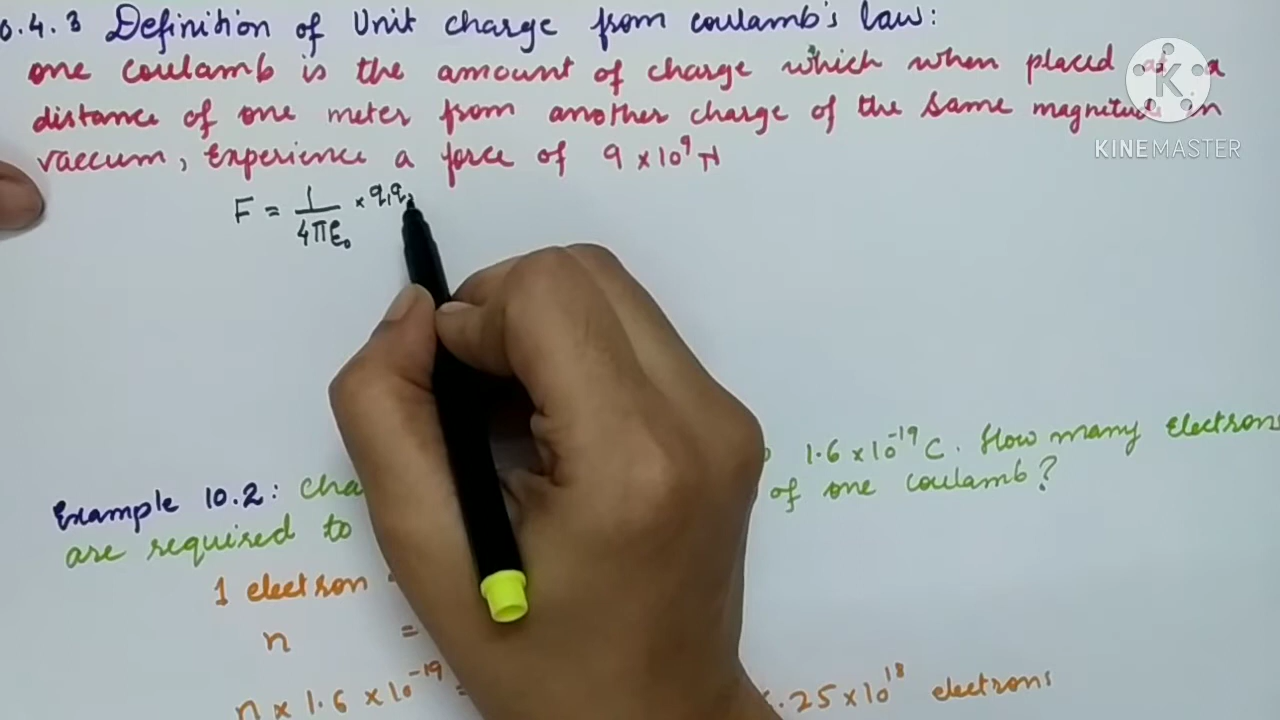 0.4.3 Definition of Unit charge from coulamb's law:
one coulamb is the amount of charge which when placed at a
distance of one meter from another charge of the same magnitude in
vaccum, Experience a force of 9 × 10⁹ N
F = 1/4πε₀ × q₁q₂
Example 10.2: Cha 1.6 × 10⁻¹⁹ C. How many Electrons
are required to of one coulamb?
1 electron
n =
n × 1.6 × 10⁻¹⁹ = .25 × 10¹⁸ electrons
K
KINEMASTER